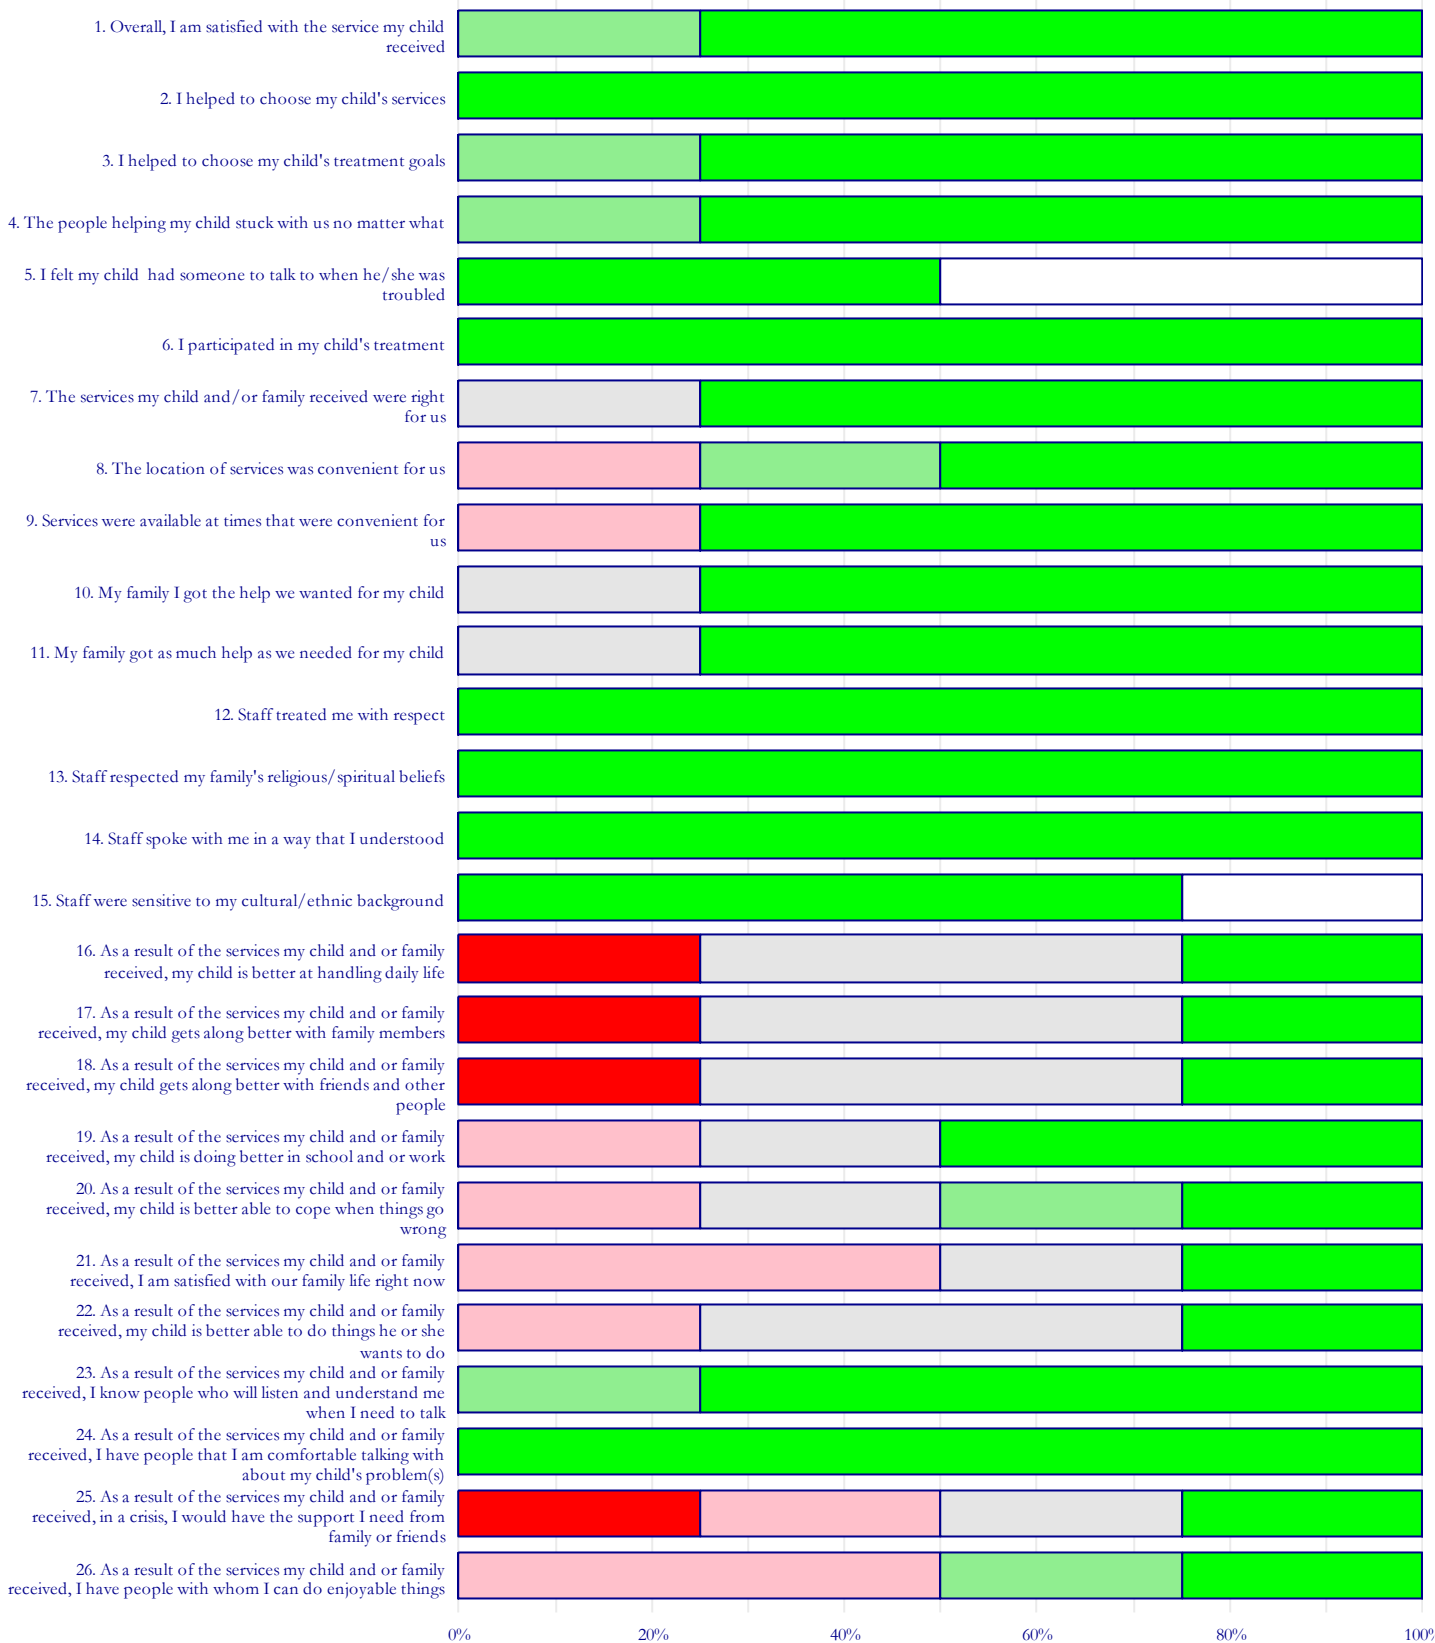 1. Overall, I am satisfied with the service my child
received
2. I helped to choose my child's services
3. I helped to choose my child's treatment goals
4. The people helping my child stuck with us no matter what
5. I felt my child  had someone to talk to when he/she was
troubled
6. I participated in my child's treatment
7. The services my child and/or family received were right
for us
8. The location of services was convenient for us
9. Services were available at times that were convenient for
us
10. My family I got the help we wanted for my child
11. My family got as much help as we needed for my child
12. Staff treated me with respect
13. Staff respected my family's religious/spiritual beliefs
14. Staff spoke with me in a way that I understood
15. Staff were sensitive to my cultural/ethnic background
16. As a result of the services my child and or family
received, my child is better at handling daily life
17. As a result of the services my child and or family
received, my child gets along better with family members
18. As a result of the services my child and or family
received, my child gets along better with friends and other
people
19. As a result of the services my child and or family
received, my child is doing better in school and or work
20. As a result of the services my child and or family
received, my child is better able to cope when things go
wrong
21. As a result of the services my child and or family
received, I am satisfied with our family life right now
22. As a result of the services my child and or family
received, my child is better able to do things he or she
wants to do
23. As a result of the services my child and or family
received, I know people who will listen and understand me
when I need to talk
24. As a result of the services my child and or family
received, I have people that I am comfortable talking with
about my child's problem(s)
25. As a result of the services my child and or family
received, in a crisis, I would have the support I need from
family or friends
26. As a result of the services my child and or family
received, I have people with whom I can do enjoyable things
0% 20% 40% 60% 80% 100%